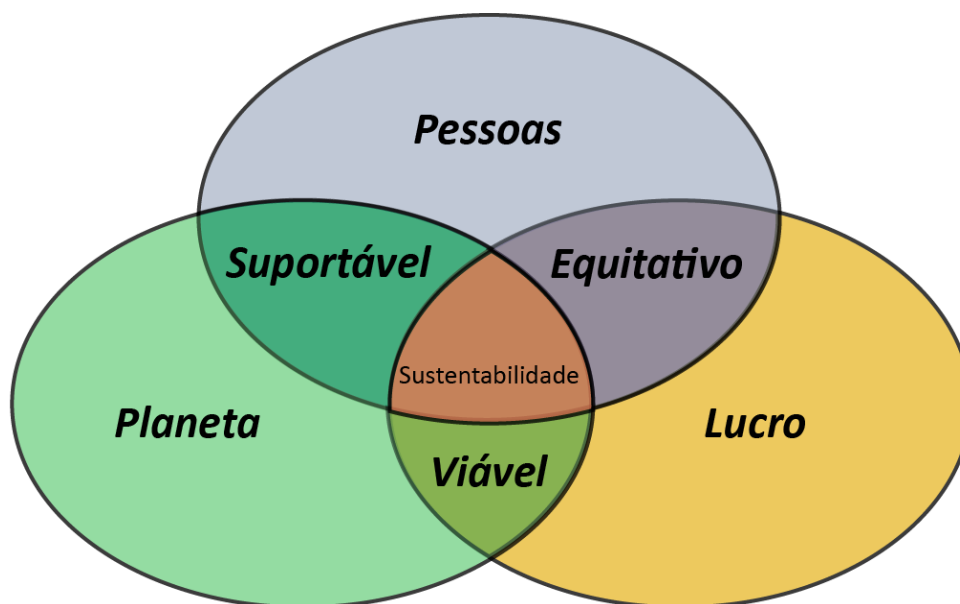 Pessoas
Suportável
Equitativo
Sustentabilidade
Planeta
Lucro
Viável